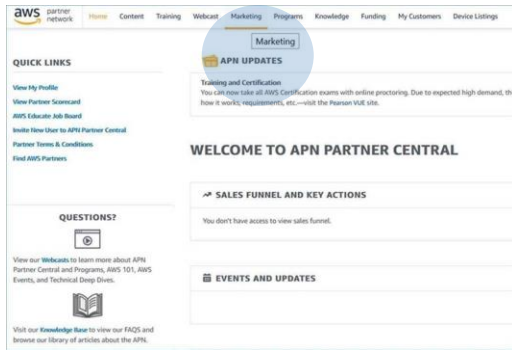 aws partner network
Home Content Training Webcast Marketing Programs Knowledge Funding My Customers Device Listings
Marketing
QUICK LINKS
View My Profile
View Partner Scorecard
AWS Educate Job Board
Invite New User to APN Partner Central
Partner Terms & Conditions
Find AWS Partners
QUESTIONS?
View our Webcasts to learn more about APN
Partner Central and Programs, AWS 101, AWS
Events, and Technical Deep Dives.
Visit our Knowledge Base to view our FAQS and
browse our library of articles about the APN.
APN UPDATES
Training and Certification
You can now take all AWS Certification exams with online proctoring. Due to expected high demand, th
how it works, requirements, etc.—visit the Pearson VUE site.
WELCOME TO APN PARTNER CENTRAL
SALES FUNNEL AND KEY ACTIONS
You don't have access to view sales funnel.
EVENTS AND UPDATES